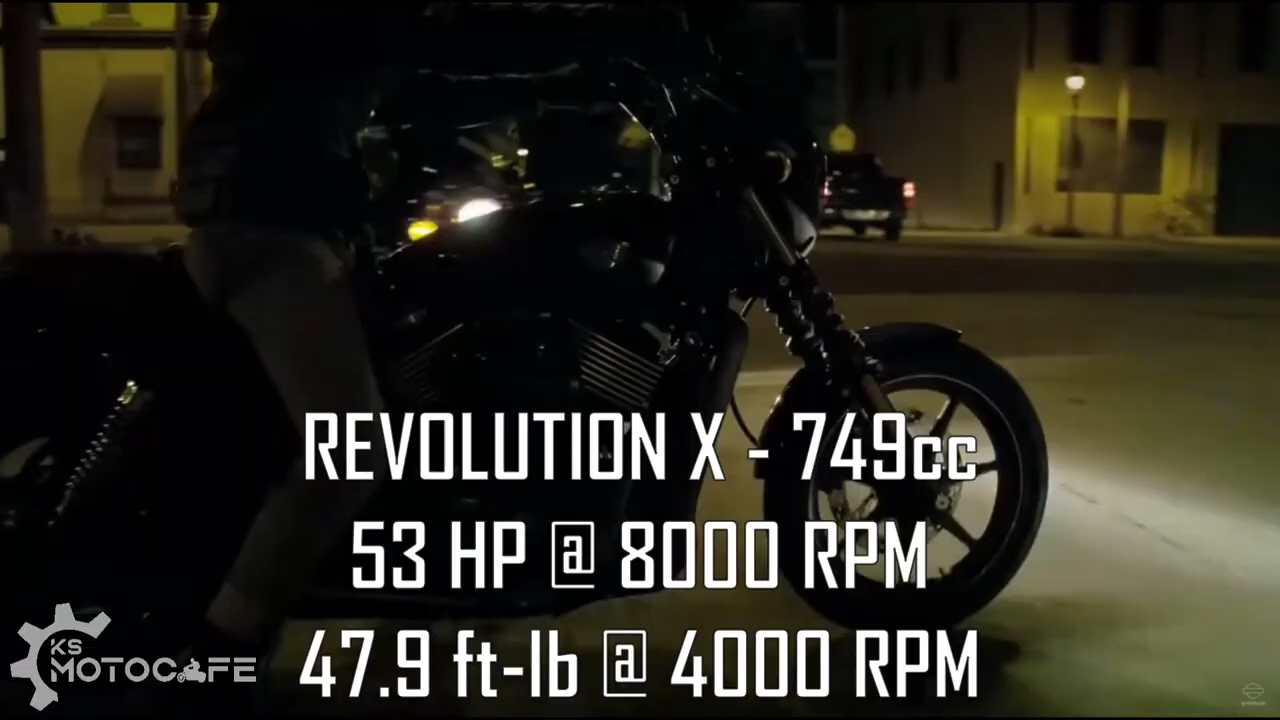 REVOLUTION X - 749cc
53 HP @ 8000 RPM
47.9 ft-lb @ 4000 RPM
KS
MOTOCAFE